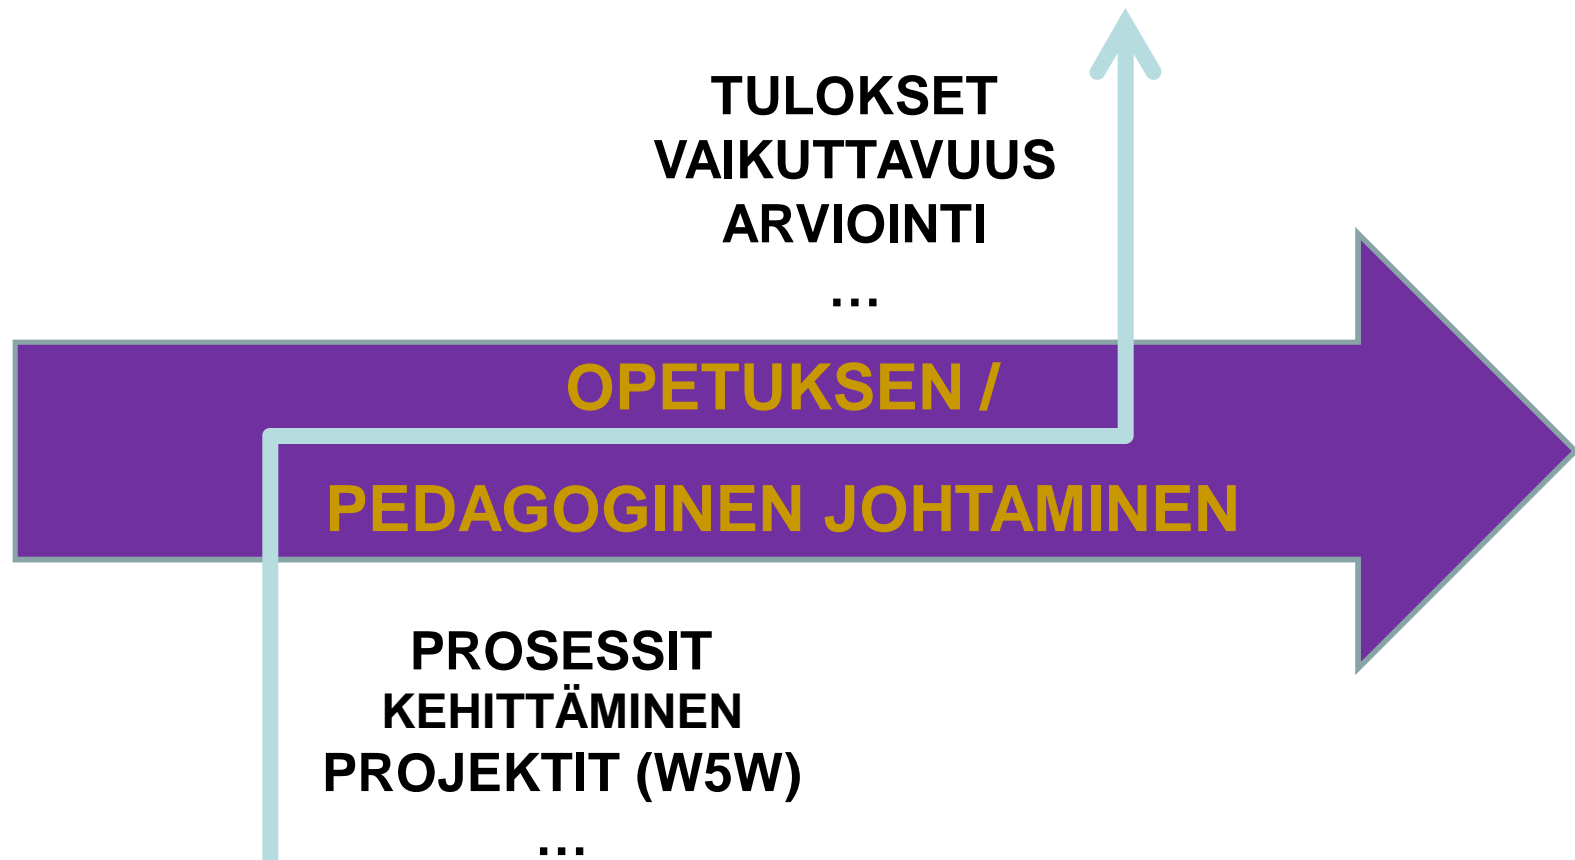 TULOKSET
VAIKUTTAVUUS
ARVIOINTI
…
OPETUKSEN /
PEDAGOGINEN JOHTAMINEN
PROSESSIT
KEHITTÄMINEN
PROJEKTIT (W5W)
…